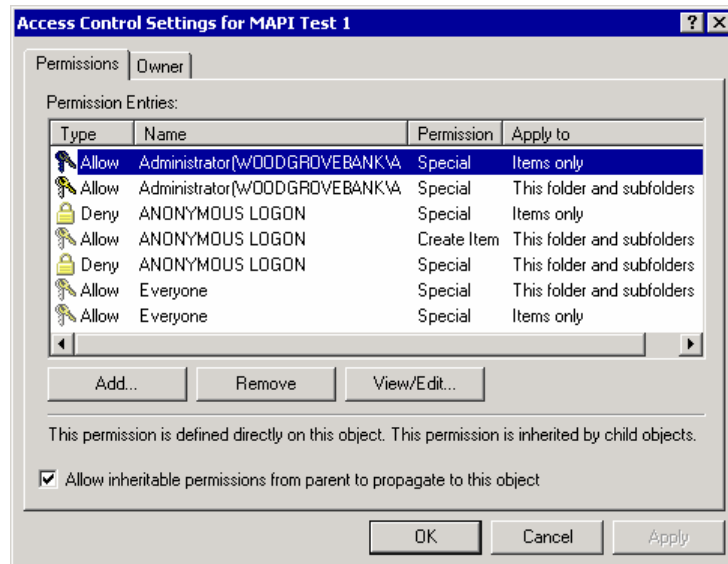 Access Control Settings for MAPI Test 1
Permissions Owner
Permission Entries:
Type Name Permission Apply to
Allow Administrator(WOODGROVEBANK\A Special Items only
Allow Administrator(WOODGROVEBANK\A Special This folder and subfolders
Deny ANONYMOUS LOGON Special Items only
Allow ANONYMOUS LOGON Create Item This folder and subfolders
Deny ANONYMOUS LOGON Special This folder and subfolders
Allow Everyone Special This folder and subfolders
Allow Everyone Special Items only
Add... Remove View/Edit...
This permission is defined directly on this object. This permission is inherited by child objects.
Allow inheritable permissions from parent to propagate to this object
OK Cancel Apply